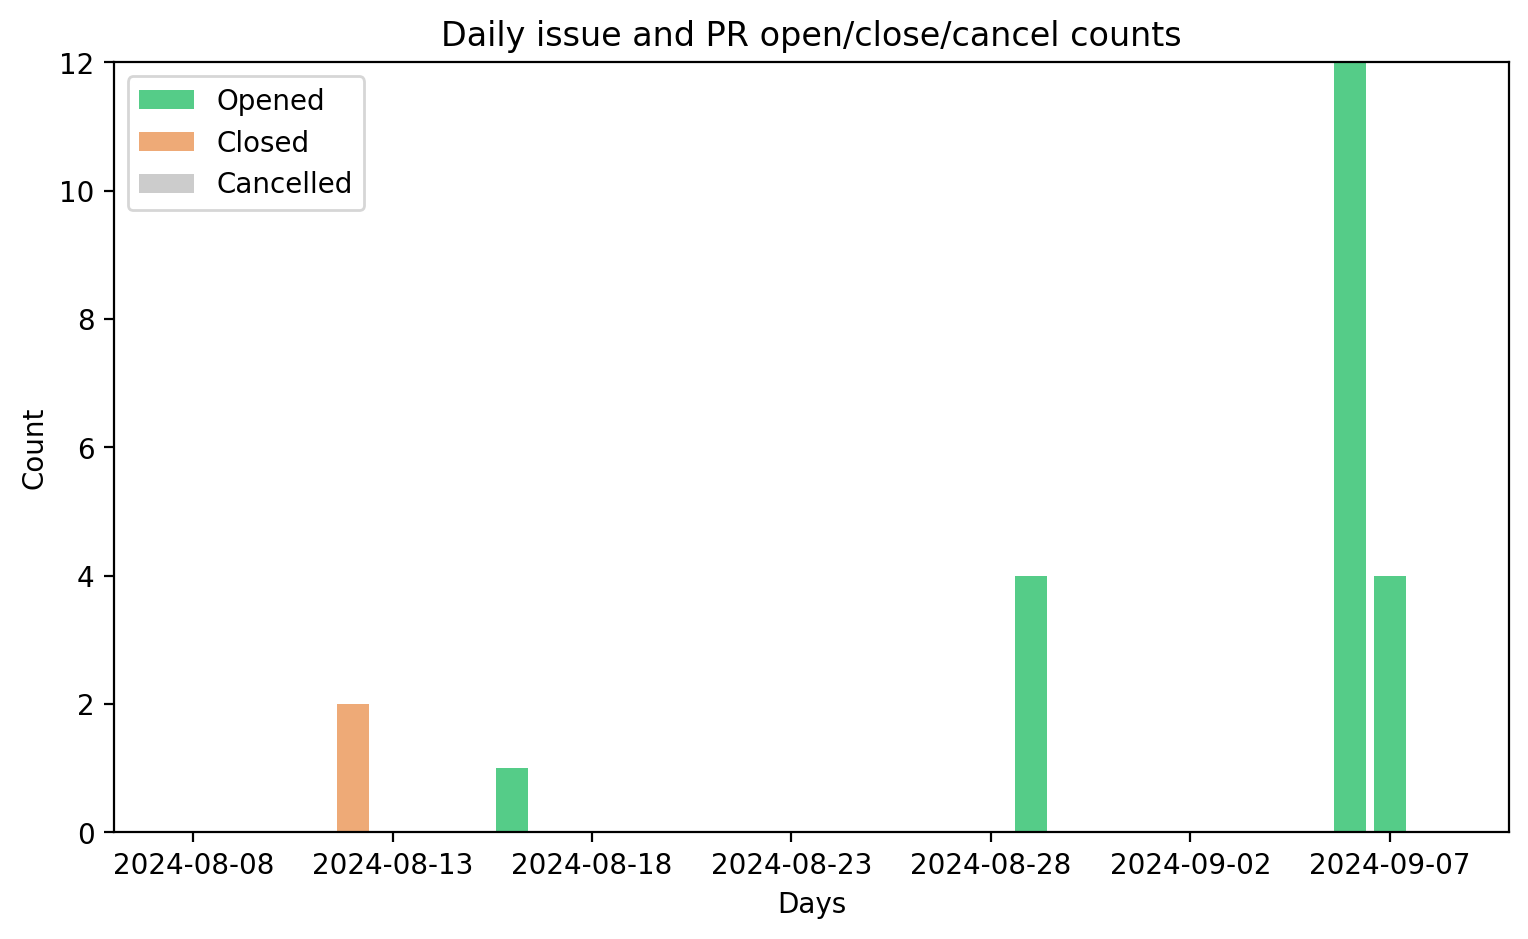 Daily issue and PR open/close/cancel counts
12
10
8
6
4
2
0
Count
Opened
Closed
Cancelled
2024-08-08 2024-08-13 2024-08-18 2024-08-23 2024-08-28 2024-09-02 2024-09-07
Days